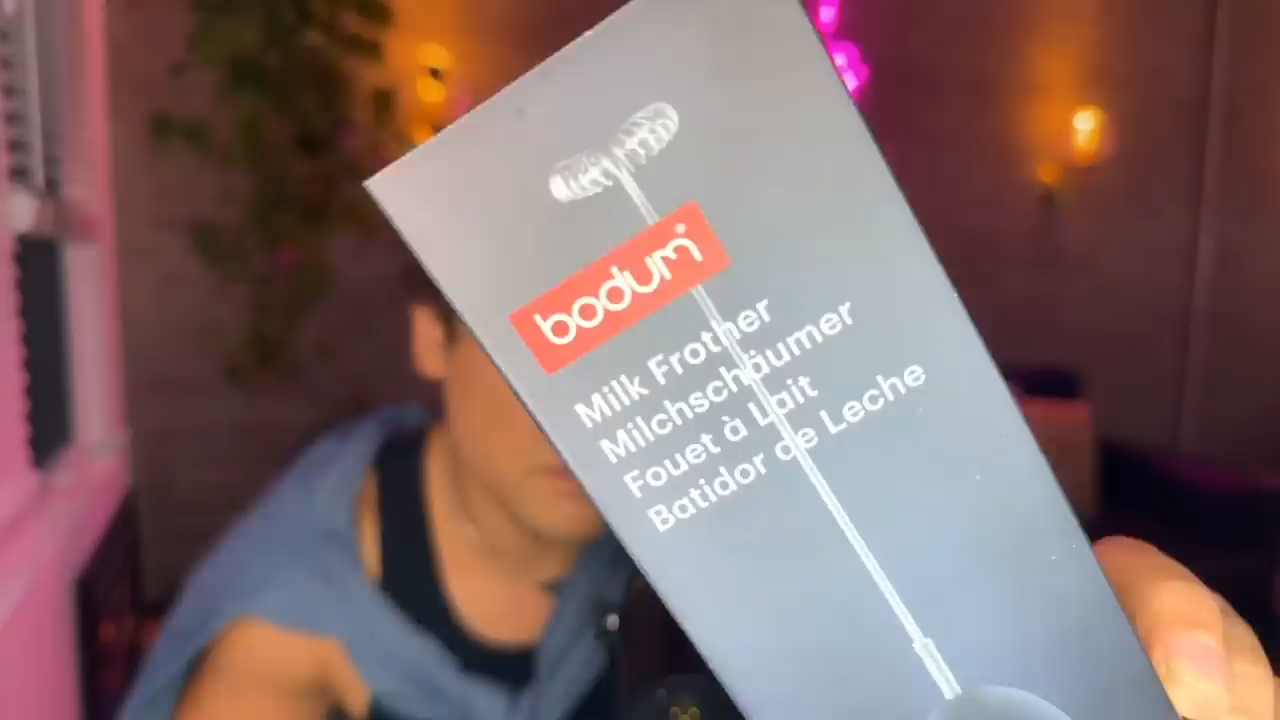 bodum
Milk Frother
Milchschäumer
Fouet à Lait
Batidor de Leche